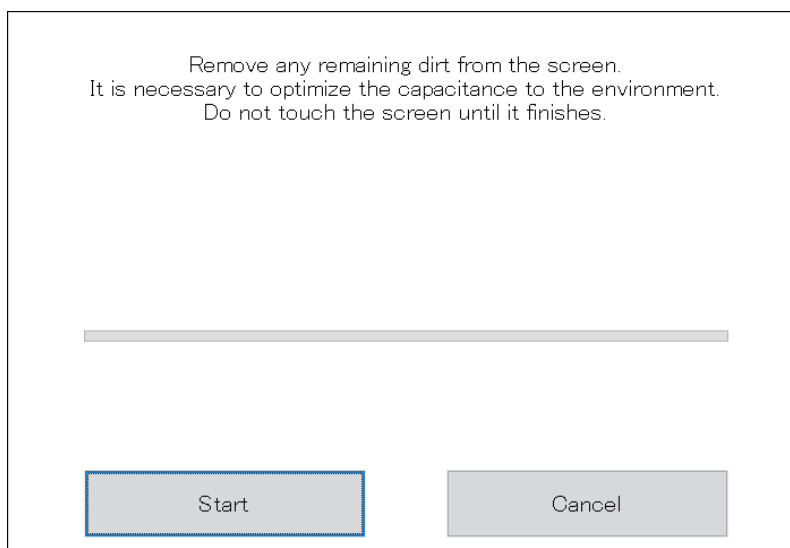 Remove any remaining dirt from the screen.
It is necessary to optimize the capacitance to the environment.
Do not touch the screen until it finishes.
Start
Cancel